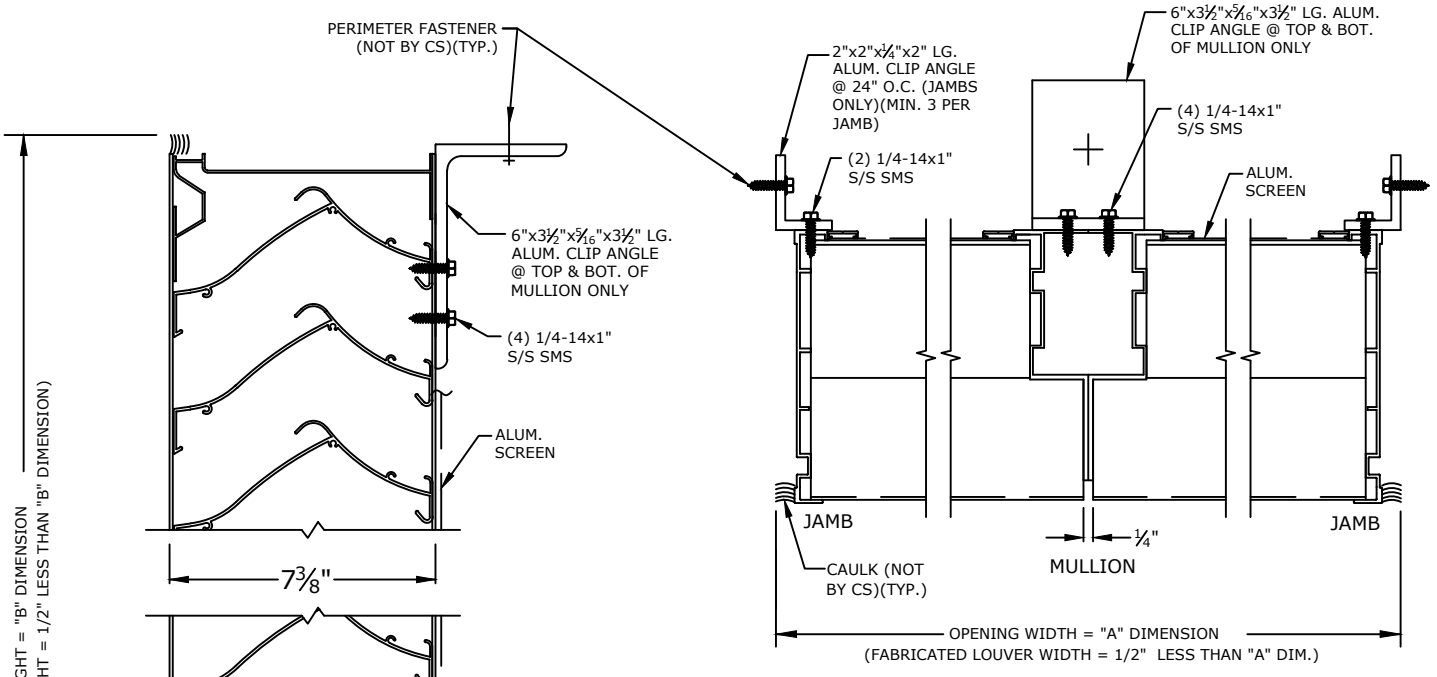 PERIMETER FASTENER
(NOT BY CS)(TYP.)
6"x3½"x5⁄16"x3½" LG.
ALUM. CLIP ANGLE
@ TOP & BOT. OF
MULLION ONLY
(4) 1/4-14x1"
S/S SMS
ALUM.
SCREEN
7⅜"
GHT = "B" DIMENSION
HT = 1/2" LESS THAN "B" DIMENSION)
2"x2"x¼"x2" LG.
ALUM. CLIP ANGLE
@ 24" O.C. (JAMBS
ONLY)(MIN. 3 PER
JAMB)
(2) 1/4-14x1"
S/S SMS
6"x3½"x5⁄16"x3½" LG. ALUM.
CLIP ANGLE @ TOP & BOT.
OF MULLION ONLY
(4) 1/4-14x1"
S/S SMS
ALUM.
SCREEN
JAMB
JAMB
¼"
MULLION
CAULK (NOT
BY CS)(TYP.)
OPENING WIDTH = "A" DIMENSION
(FABRICATED LOUVER WIDTH = 1/2" LESS THAN "A" DIM.)